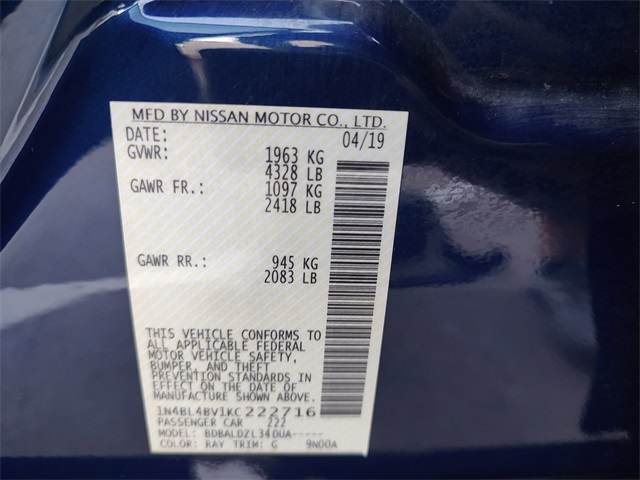 MFD BY NISSAN MOTOR CO., LTD.
DATE: 04/19
GVWR: 1963 KG
4328 LB
GAWR FR.: 1097 KG
2418 LB
GAWR RR.: 945 KG
2083 LB
THIS VEHICLE CONFORMS TO
ALL APPLICABLE FEDERAL
MOTOR VEHICLE SAFETY,
BUMPER, AND THEFT
PREVENTION STANDARDS IN
EFFECT ON THE DATE OF
MANUFACTURE SHOWN ABOVE.
1N4BL4BV1KC222716
PASSENGER CAR 222
MODEL: BDBALDZL34DUA-----
COLOR: RAY TRIM: G 9N00A